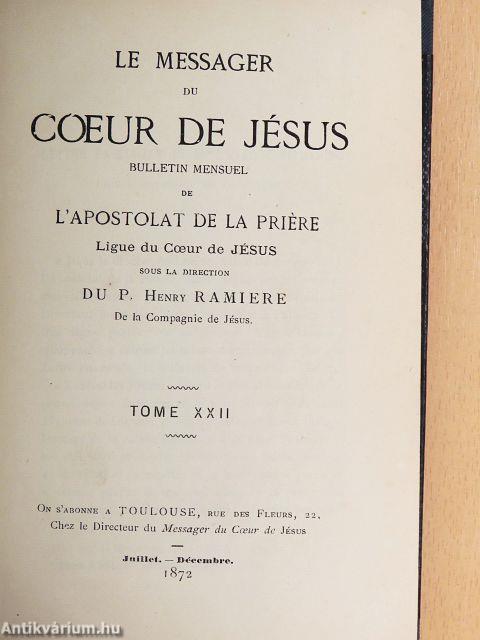 LE MESSAGER
DU
CŒUR DE JÉSUS
BULLETIN MENSUEL
DE
L'APOSTOLAT DE LA PRIÈRE
Ligue du Cœur de JÉSUS
SOUS LA DIRECTION
DU P. HENRY RAMIERE
De la Compagnie de JÉSUS.
TOME XXII
ON S'ABONNE A TOULOUSE, RUE DES FLEURS, 22,
Chez le Directeur du Messager du Cœur de JÉSUS
Juillet. — Décembre.
1872
Antikvárium.hu